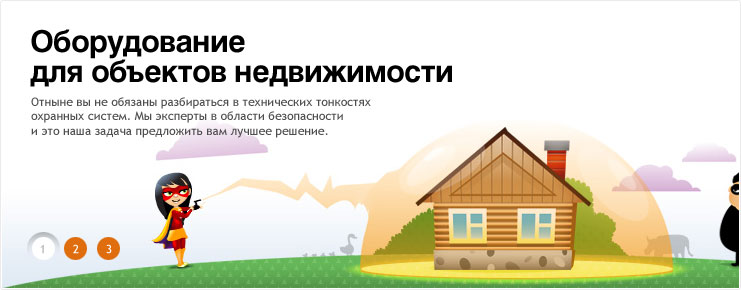 Оборудование
для объектов недвижимости
Отныне вы не обязаны разбираться в технических тонкостях
охранных систем. Мы эксперты в области безопасности
и это наша задача предложить вам лучшее решение.
1 2 3